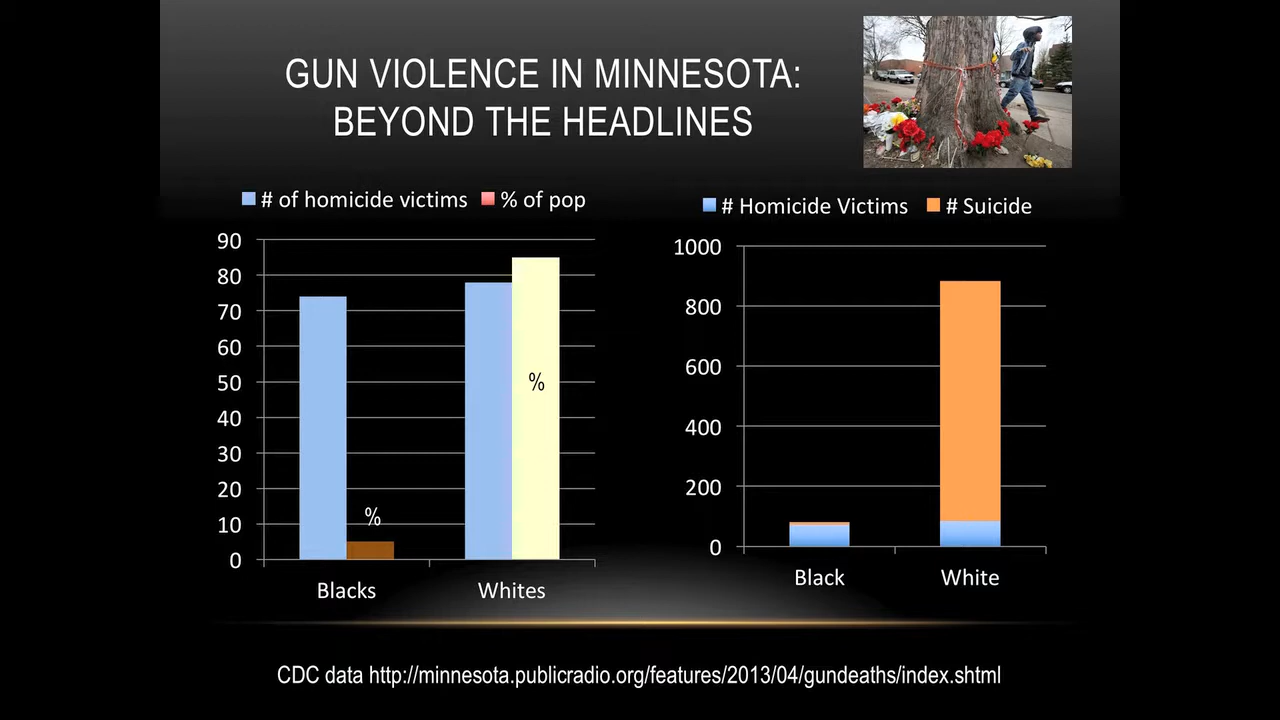 GUN VIOLENCE IN MINNESOTA:
BEYOND THE HEADLINES
# of homicide victims % of pop
90
80
70
60
50
40
30
20
10
0
%
%
Blacks Whites
# Homicide Victims # Suicide
1000
800
600
400
200
0
Black White
CDC data http://minnesota.publicradio.org/features/2013/04/gundeaths/index.shtml